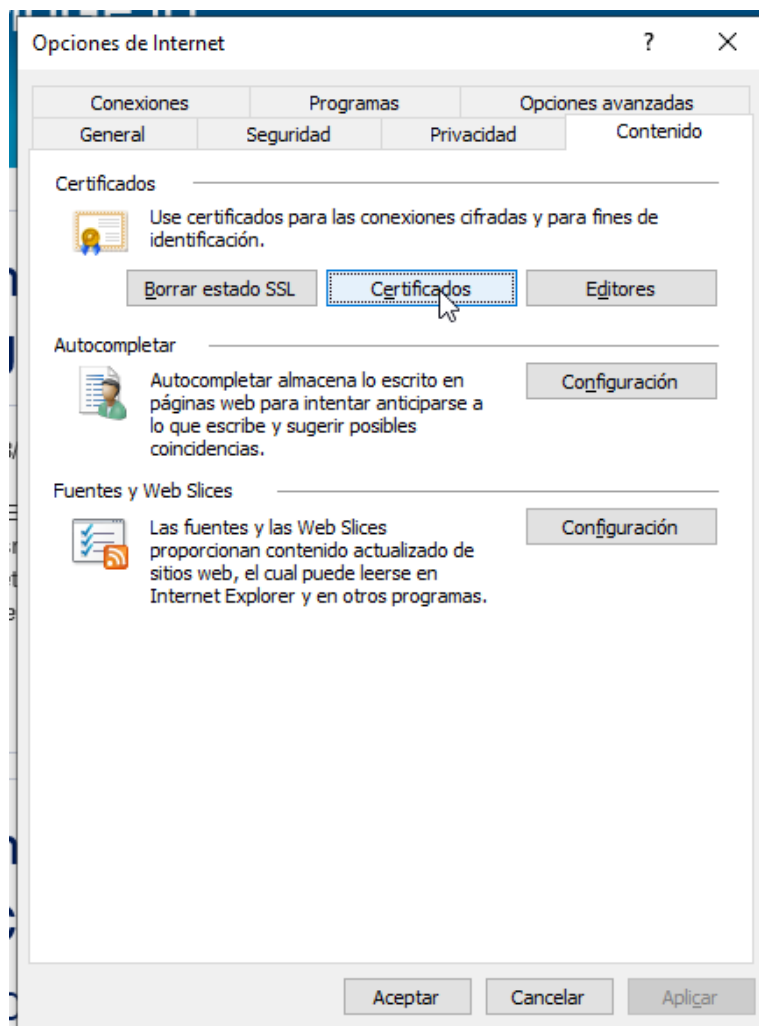 Opciones de Internet
?
Conexiones
Programas
Opciones avanzadas
General
Seguridad
Privacidad
Contenido
Certificados
Use certificados para las conexiones cifradas y para fines de
identificación.
Borrar estado SSL
Certificados
Editores
Autocompletar
Autocompletar almacena lo escrito en
páginas web para intentar anticiparse a
lo que escribe y sugerir posibles
coincidencias.
Configuración
Fuentes y Web Slices
Las fuentes y las Web Slices
proporcionan contenido actualizado de
sitios web, el cual puede leerse en
Internet Explorer y en otros programas.
Configuración
Aceptar
Cancelar
Aplicar